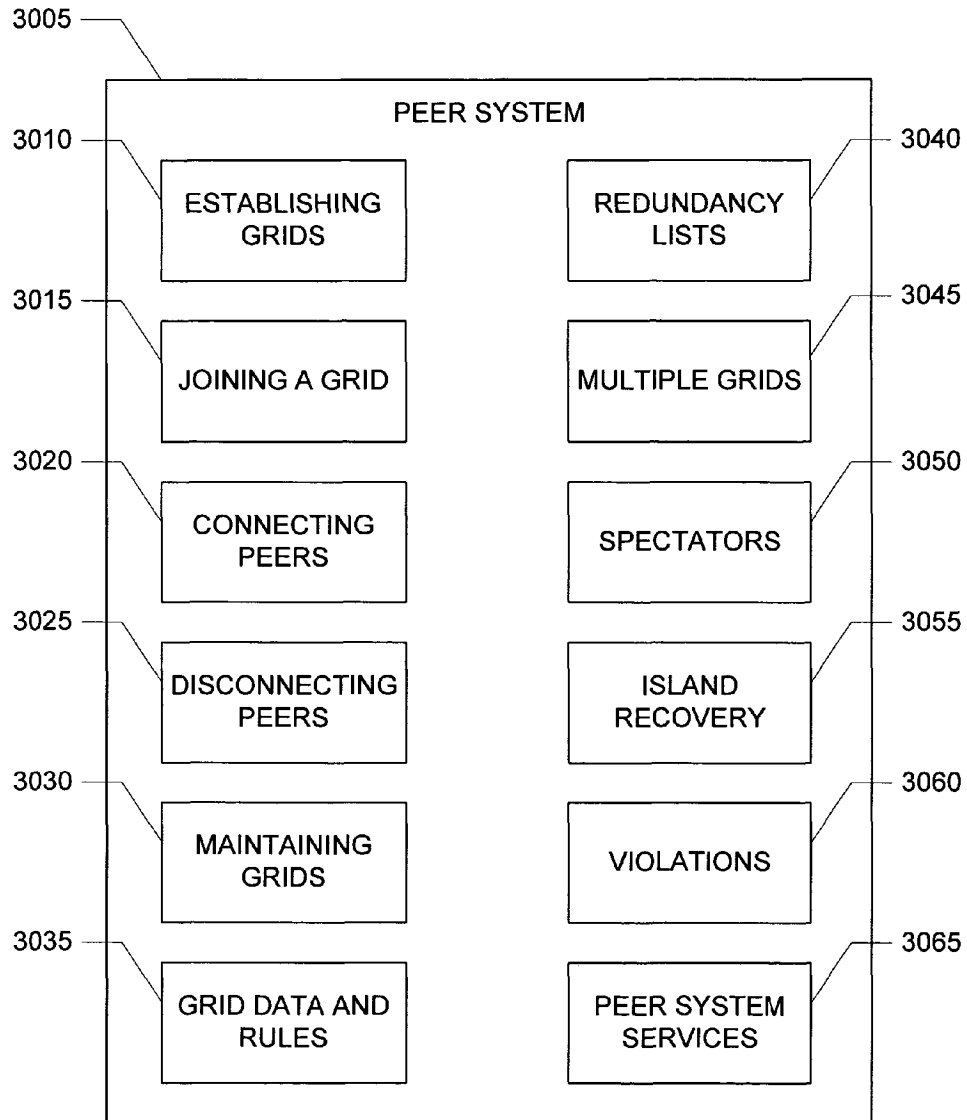 3005
PEER SYSTEM
3010
ESTABLISHING
GRIDS
3040
REDUNDANCY
LISTS
3015
JOINING A GRID
3045
MULTIPLE GRIDS
3020
CONNECTING
PEERS
3050
SPECTATORS
3025
DISCONNECTING
PEERS
3055
ISLAND
RECOVERY
3030
MAINTAINING
GRIDS
3060
VIOLATIONS
3035
GRID DATA AND
RULES
3065
PEER SYSTEM
SERVICES